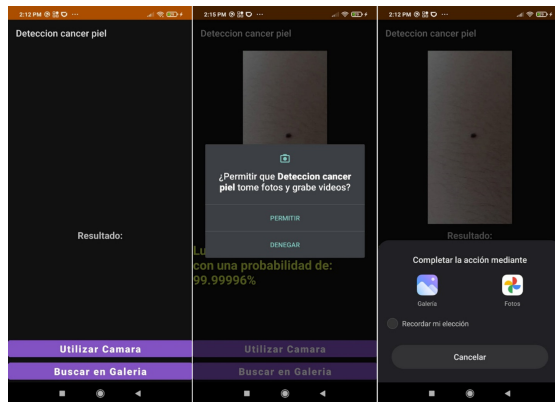 2:12 PM
Deteccion cancer piel
Resultado:
Utilizar Camara
Buscar en Galeria
2:15 PM
Deteccion cancer piel
¿Permitir que Deteccion cancer
piel tome fotos y grabe videos?
PERMITIR
DENEGAR
Lu
con una probabilidad de:
99.99996%
Utilizar Camara
Buscar en Galeria
2:12 PM
Deteccion cancer piel
Resultado:
Completar la acción mediante
Galería
Fotos
Recordar mi elección
Cancelar